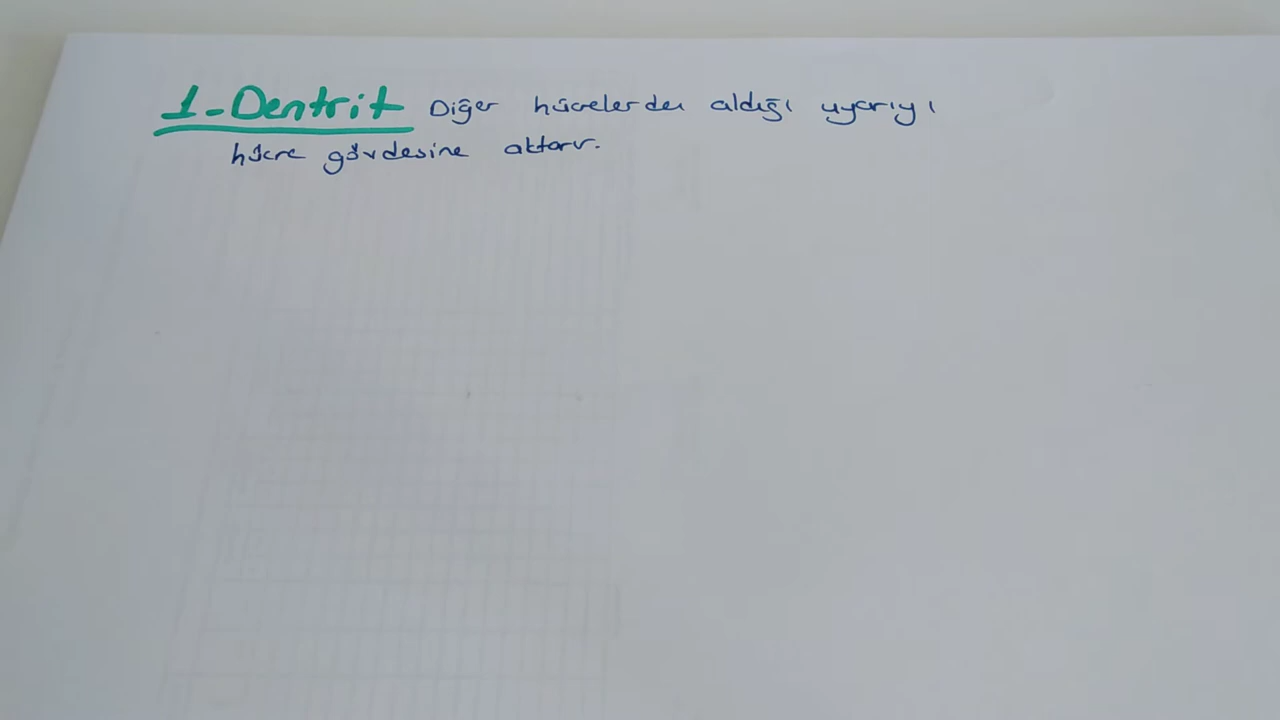 1-Dentrit Diğer hücrelerden aldığı uyarıyı
hücre gövdesine aktarır.